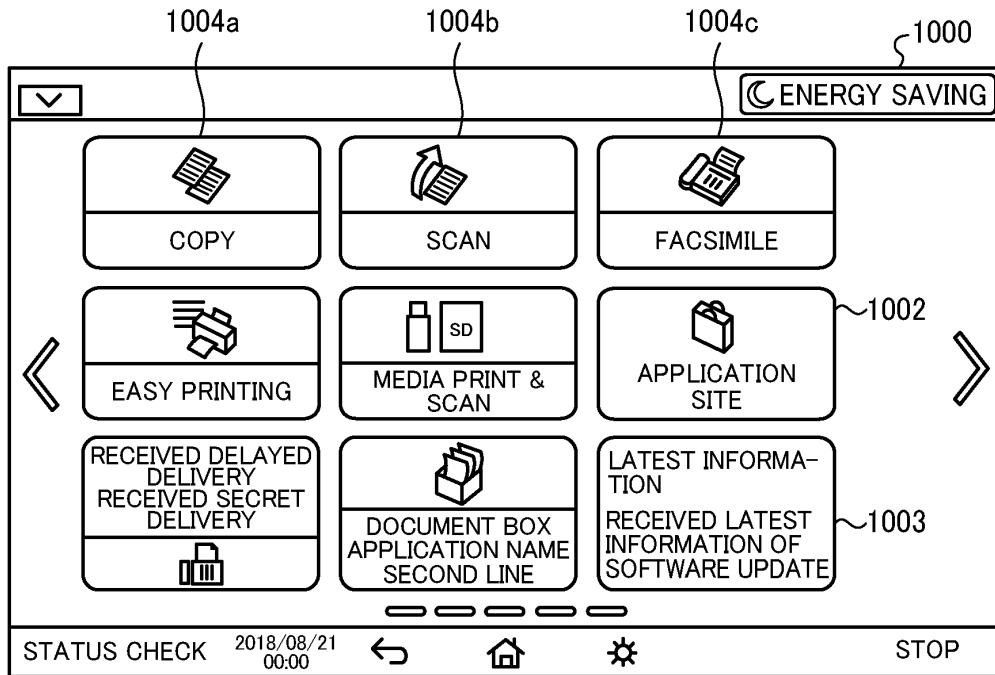 1004a
1004b
1004c
1000
ENERGY SAVING
COPY
SCAN
FACSIMILE
EASY PRINTING
SD
MEDIA PRINT &
SCAN
APPLICATION
SITE
1002
RECEIVED DELAYED
DELIVERY
RECEIVED SECRET
DELIVERY
DOCUMENT BOX
APPLICATION NAME
SECOND LINE
LATEST INFORMA-
TION
RECEIVED LATEST
INFORMATION OF
SOFTWARE UPDATE
1003
STATUS CHECK
2018/08/21
00:00
STOP